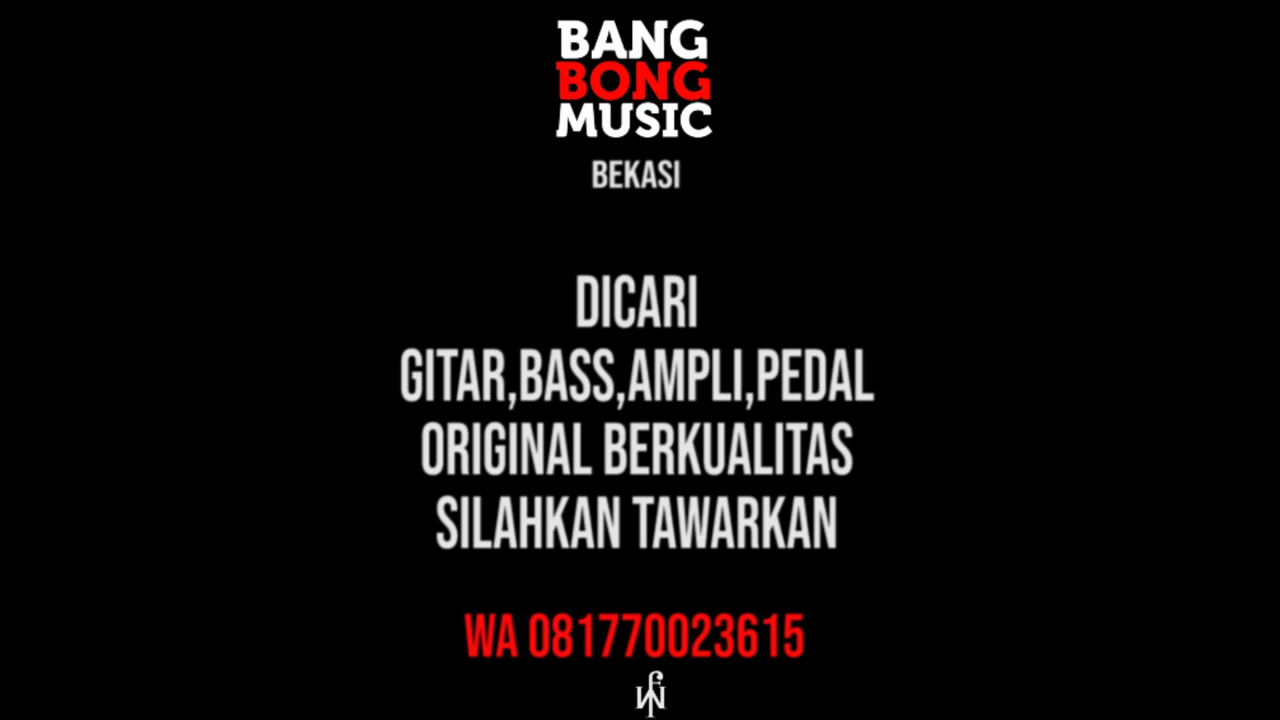 BANG
BONG
MUSIC
BEKASI
DICARI
GITAR,BASS,AMPLI,PEDAL
ORIGINAL BERKUALITAS
SILAHKAN TAWARKAN
WA 081770023615